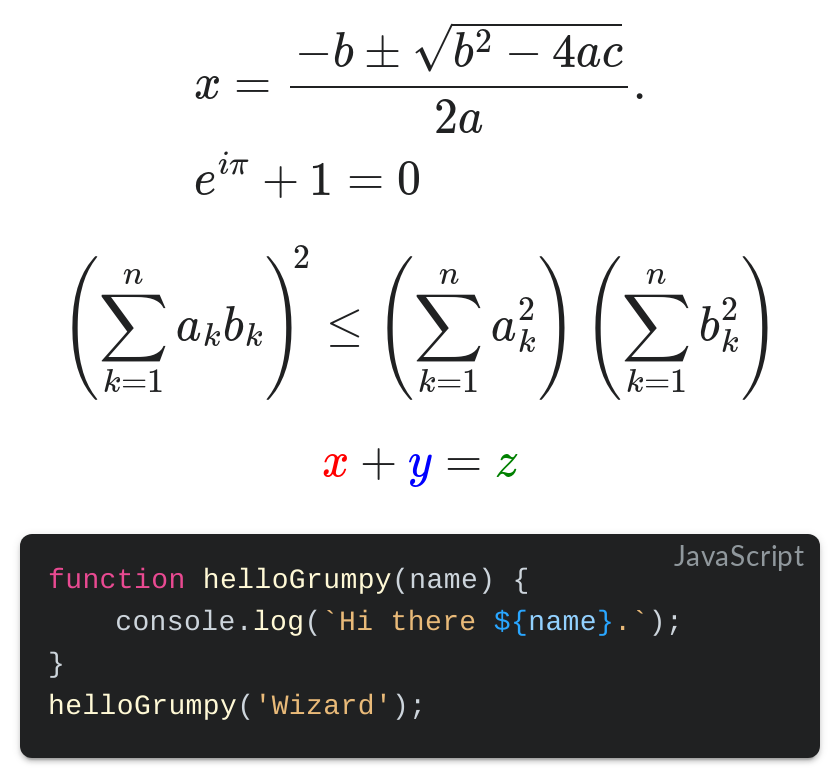 x = \frac{-b \pm \sqrt{b^2 - 4ac}}{2a}.
e^{i\pi} + 1 = 0
\left( \sum_{k=1}^{n} a_k b_k \right)^2 \leq \left( \sum_{k=1}^{n} a_k^2 \right) \left( \sum_{k=1}^{n} b_k^2 \right)
x + y = z
JavaScript
function helloGrumpy(name) {
    console.log(`Hi there ${name}.`);
}
helloGrumpy('Wizard');